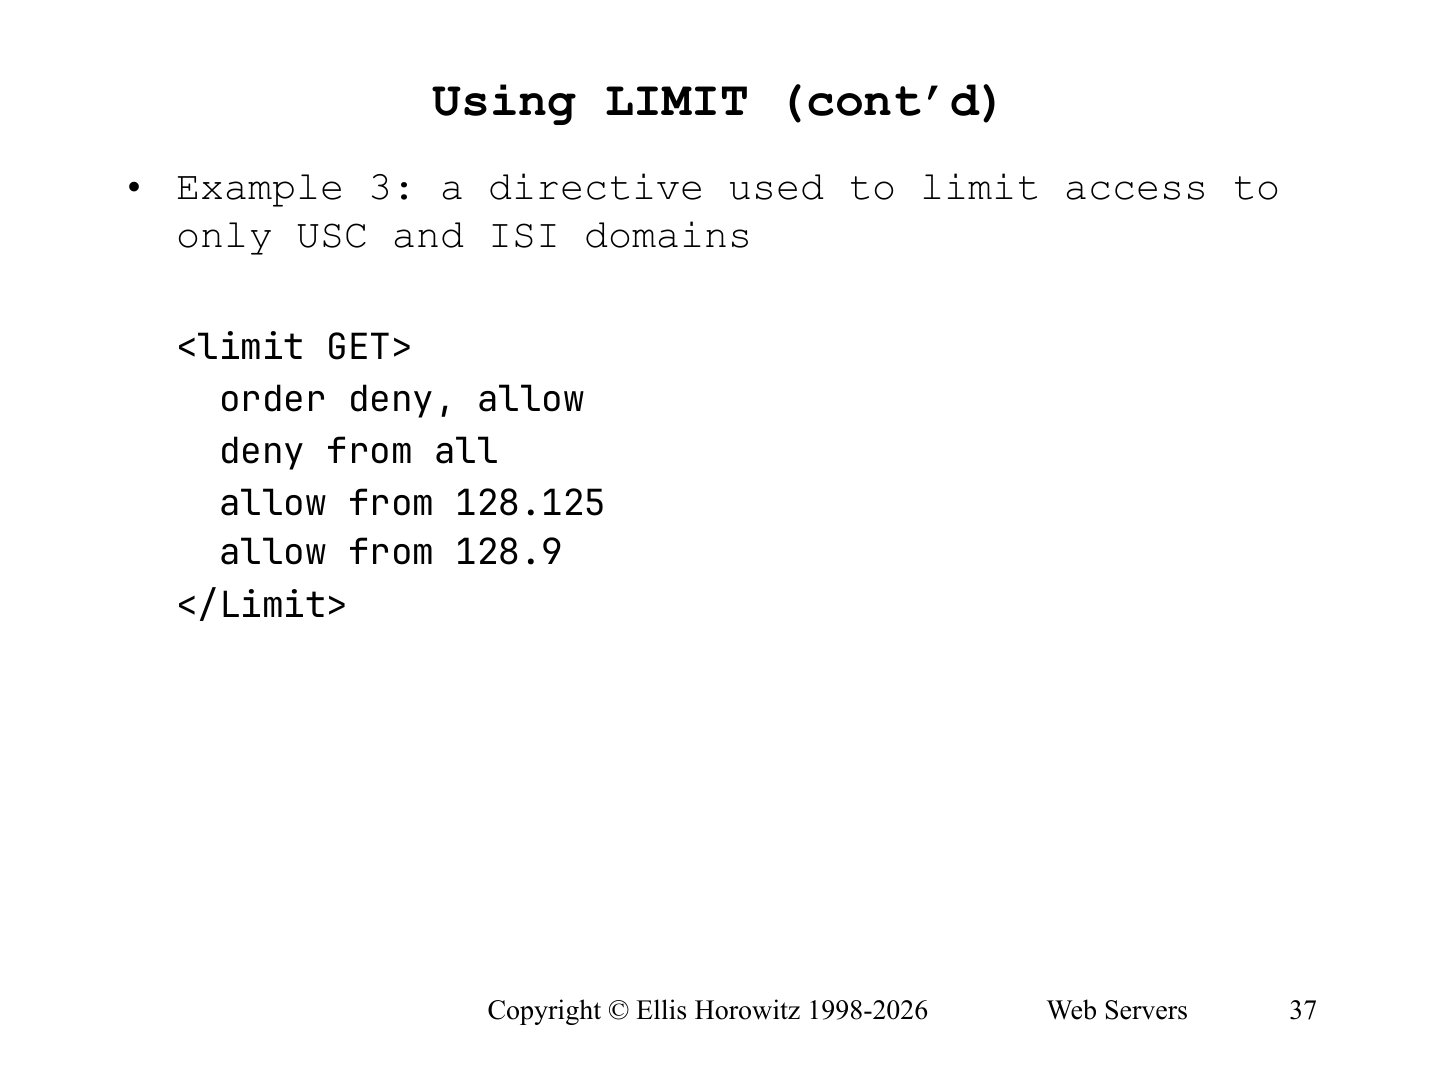 Using LIMIT (cont’d)
• Example 3: a directive used to limit access to
only USC and ISI domains
<limit GET>
order deny, allow
deny from all
allow from 128.125
allow from 128.9
</Limit>
Copyright © Ellis Horowitz 1998-2026 Web Servers 37